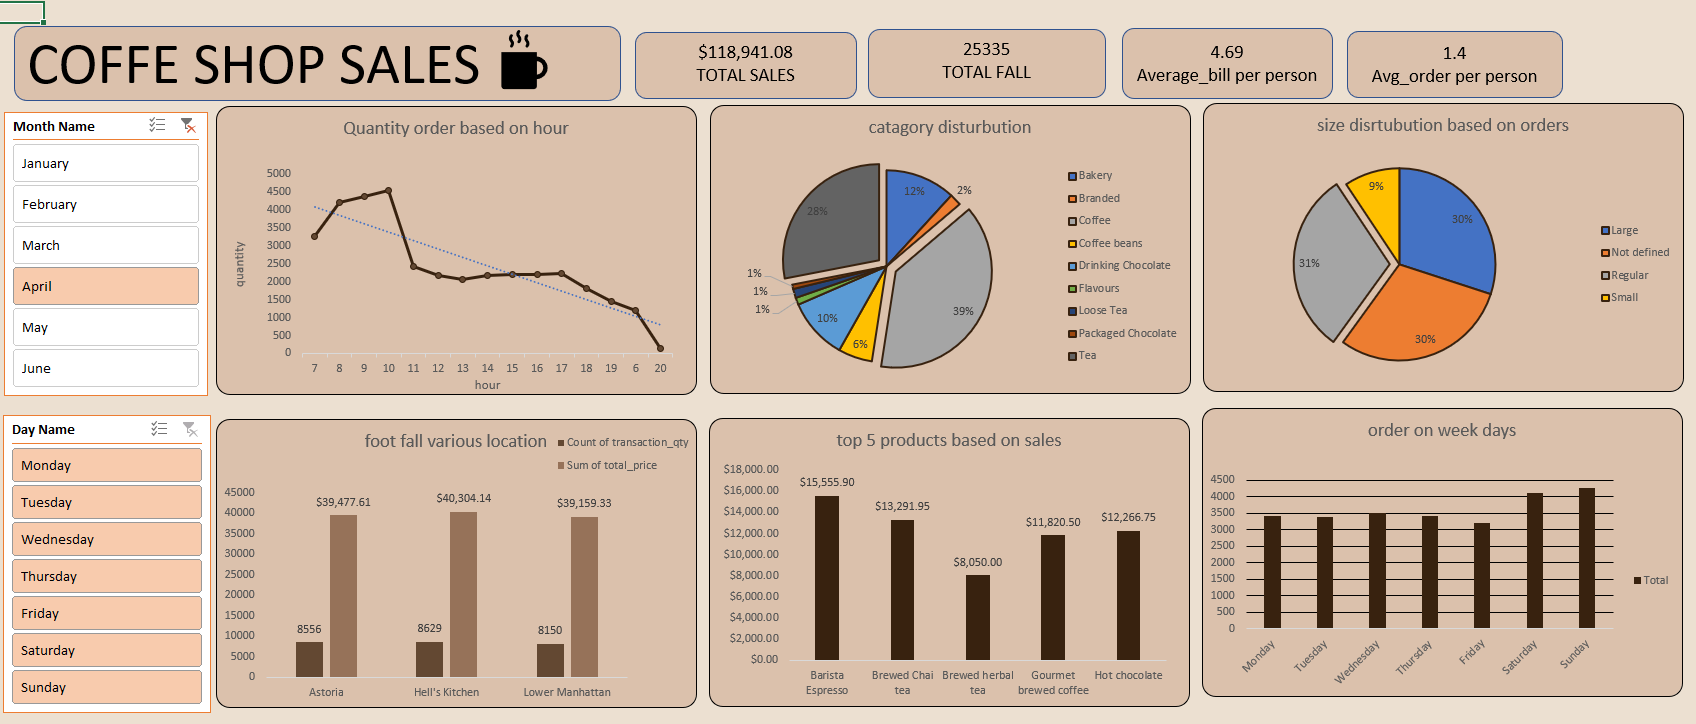 COFFE SHOP SALES
$118,941.08
TOTAL SALES
25335
TOTAL FALL
4.69
Average_bill per person
1.4
Avg_order per person
Month Name
January
February
March
April
May
June
Quantity order based on hour
5000
4500
4000
3500
3000
2500
2000
1500
1000
500
0
quantity
7 8 9 10 11 12 13 14 15 16 17 18 19 6 20
hour
catagory disturbution
12%
2%
39%
6%
10%
1%
1%
1%
28%
Bakery
Branded
Coffee
Coffee beans
Drinking Chocolate
Flavours
Loose Tea
Packaged Chocolate
Tea
size disrtubution based on orders
9%
30%
31%
30%
Large
Not defined
Regular
Small
Day Name
Monday
Tuesday
Wednesday
Thursday
Friday
Saturday
Sunday
foot fall various location
Count of transaction_qty
Sum of total_price
45000
40000
35000
30000
25000
20000
15000
10000
5000
0
$39,477.61
$40,304.14
$39,159.33
8556
8629
8150
Astoria
Hell's Kitchen
Lower Manhattan
top 5 products based on sales
$18,000.00
$16,000.00
$14,000.00
$12,000.00
$10,000.00
$8,000.00
$6,000.00
$4,000.00
$2,000.00
$0.00
$15,555.90
$13,291.95
$8,050.00
$11,820.50
$12,266.75
Barista
Espresso
Brewed Chai
tea
Brewed herbal
tea
Gourmet
brewed coffee
Hot chocolate
order on week days
4500
4000
3500
3000
2500
2000
1500
1000
500
0
Monday
Tuesday
Wednesday
Thursday
Friday
Saturday
Sunday
Total